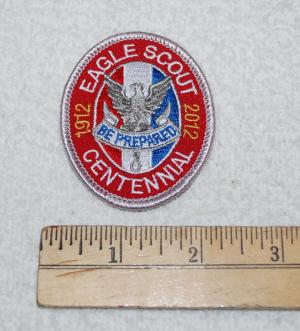 EAGLE SCOUT
1912
2012
BE PREPARED
CENTENNIAL
1 2 3